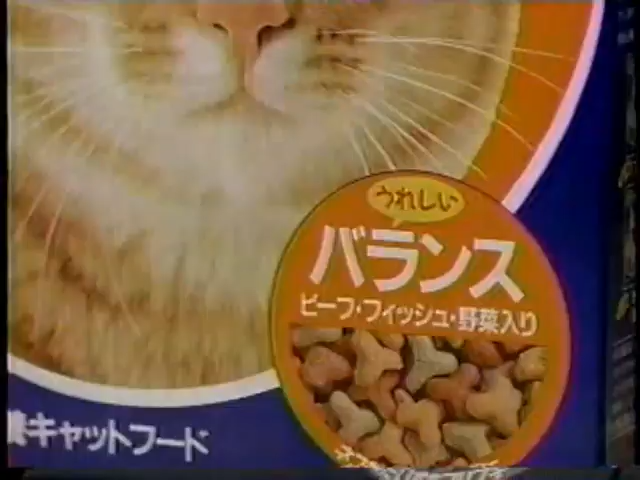 うれしい
バランス
ビーフ・フィッシュ・野菜入り
キャットフード